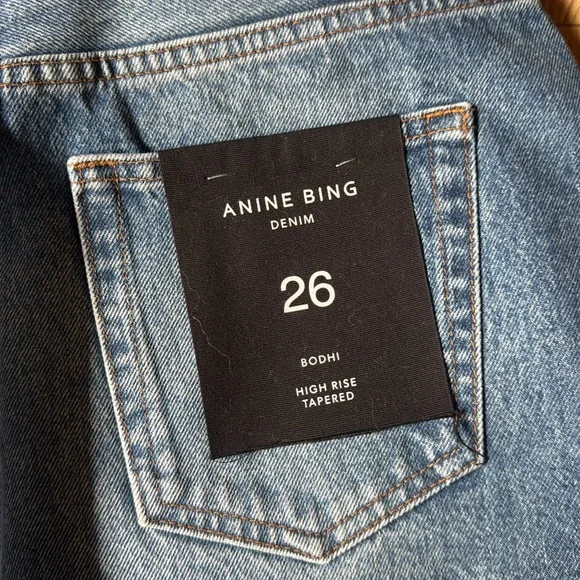 ANINE BING
DENIM
26
BODHI
HIGH RISE
TAPERED